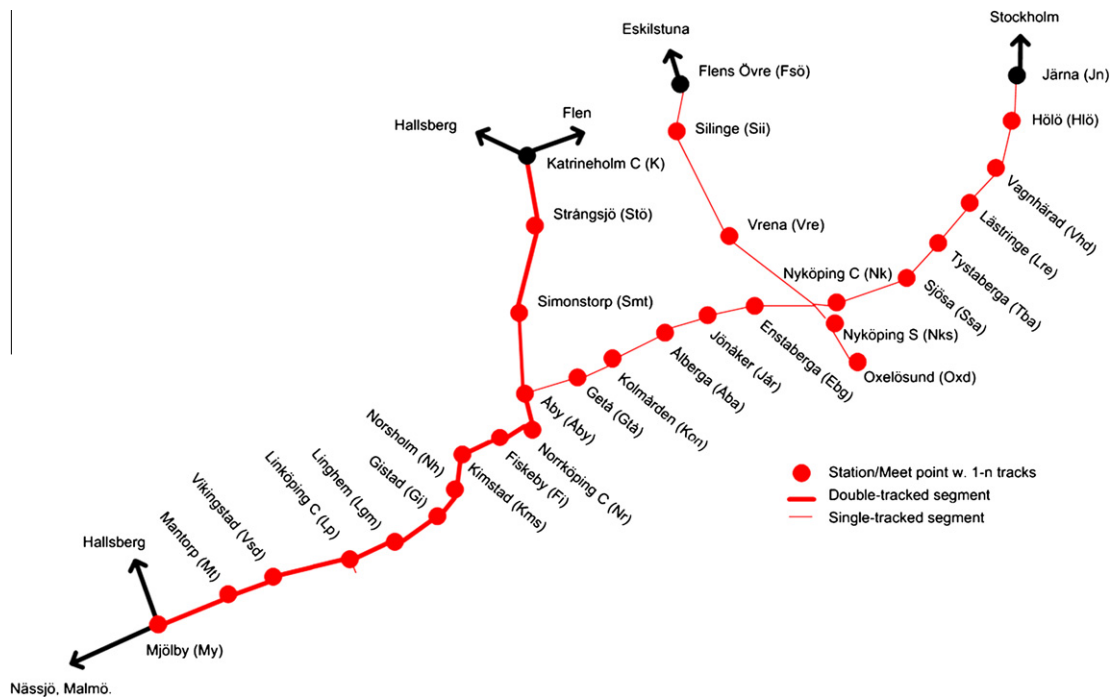 Stockholm
Eskilstuna
Järna (Jn)
Flens Övre (Fsö)
Flen
Hallsberg
Hölö (Hlö)
Silinge (Sii)
Katrineholm C (K)
Vagnhärad (Vhd)
Strångsjö (Stö)
Vrena (Vre)
Lästringe (Lre)
Tystaberga (Tba)
Nyköping C (Nk)
Sjösa (Ssa)
Simonstorp (Smt)
Enstaberga (Ebg)
Nyköping S (Nks)
Jönåker (Jår)
Ålberga (Åba)
Oxelösund (Oxd)
Kolmården (Kon)
Getå (Gtå)
Åby (Åby)
Norrköping C (Nr)
Fiskeby (Fi)
Kimstad (Kms)
Norsholm (Nh)
Gistad (Gi)
Linghem (Lgm)
Linköping C (Lp)
Vikingstad (Vsd)
Mantorp (Mt)
Station/Meet point w. 1-n tracks
Double-tracked segment
Single-tracked segment
Hallsberg
Mjölby (My)
Nässjö, Malmö.